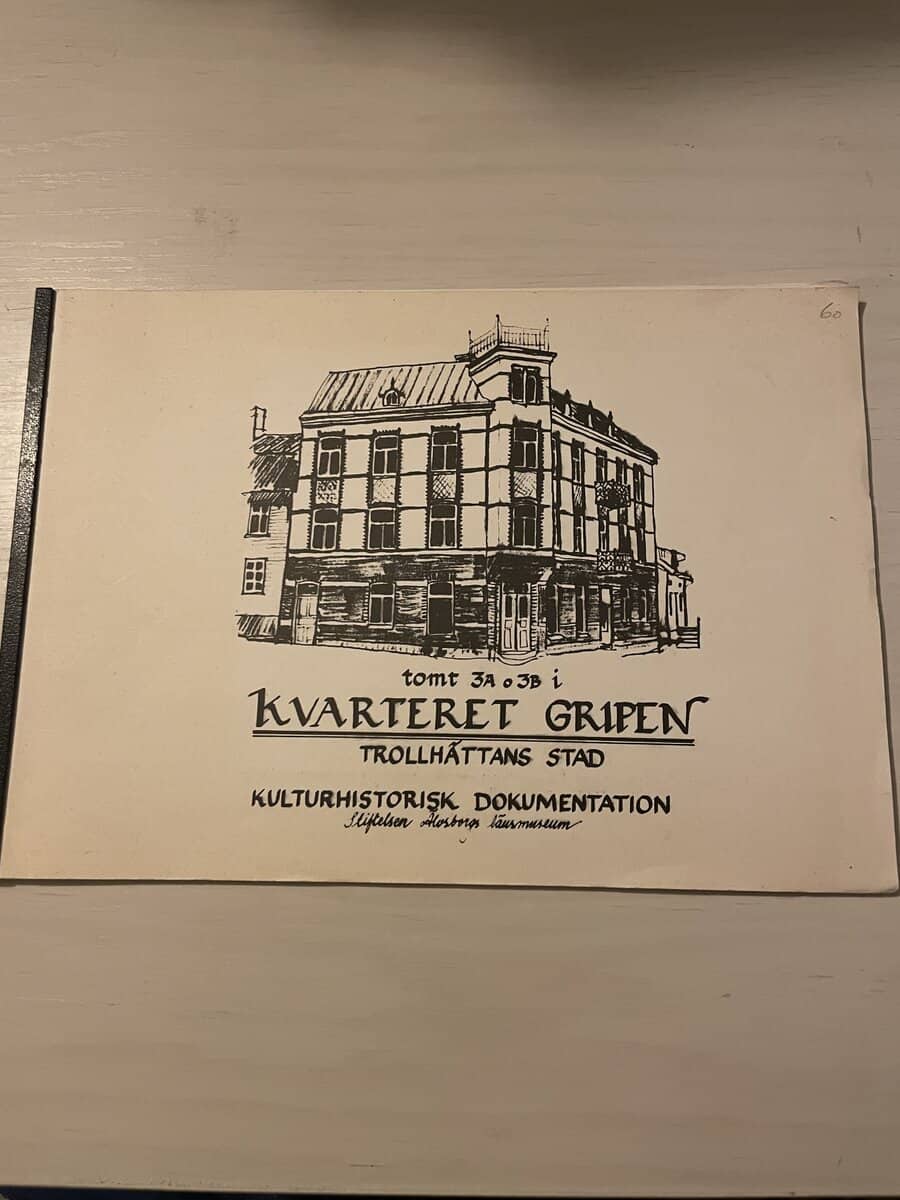 60
tomt 3A o 3B i
KVARTERET GRIPEN
TROLLHÄTTANS STAD
KULTURHISTORISK DOKUMENTATION
Stiftelsen Älvsborgs länsmuseum